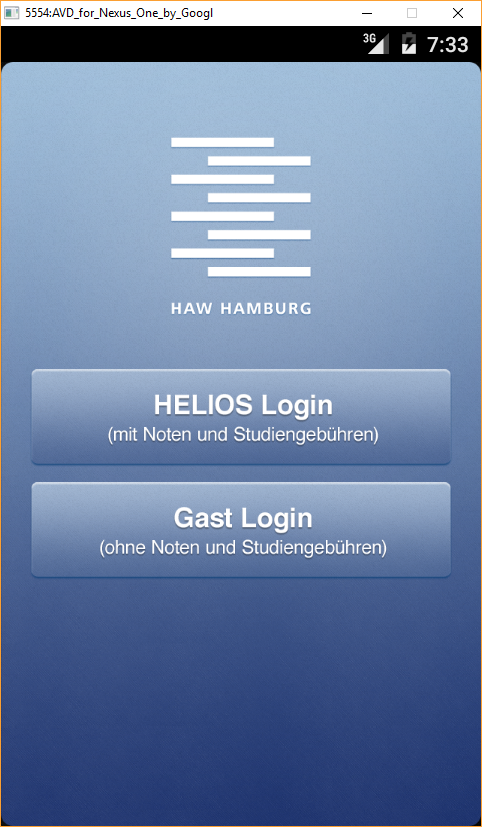 5554:AVD_for_Nexus_One_by_Googl
3G 7:33
HAW HAMBURG
HELIOS Login
(mit Noten und Studiengebühren)
Gast Login
(ohne Noten und Studiengebühren)